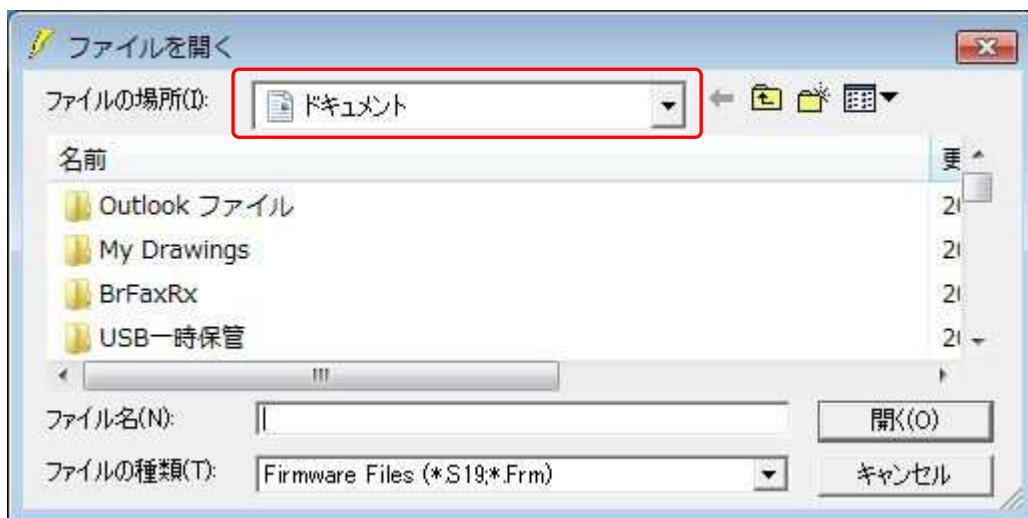 ファイルを開く
ファイルの場所(I):
ドキュメント
名前
更
Outlook ファイル
My Drawings
BrFaxRx
USB一時保管
ファイル名(N):
開く(O)
ファイルの種類(T):
Firmware Files (*.S19;*.Frm)
キャンセル